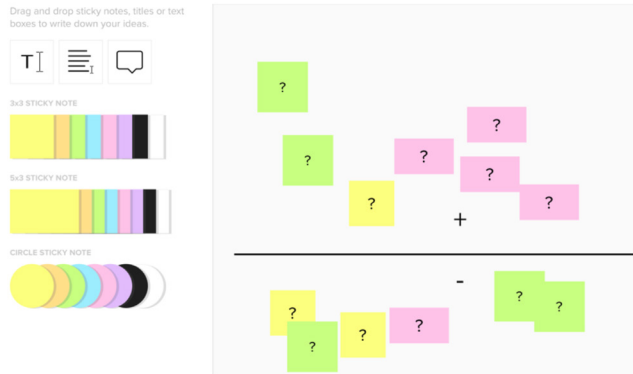 Drag and drop sticky notes, titles or text
boxes to write down your ideas.
T
3x3 STICKY NOTE
5x3 STICKY NOTE
CIRCLE STICKY NOTE
?
?
?
?
?
?
?
+
-
?
?
?
?
?
?